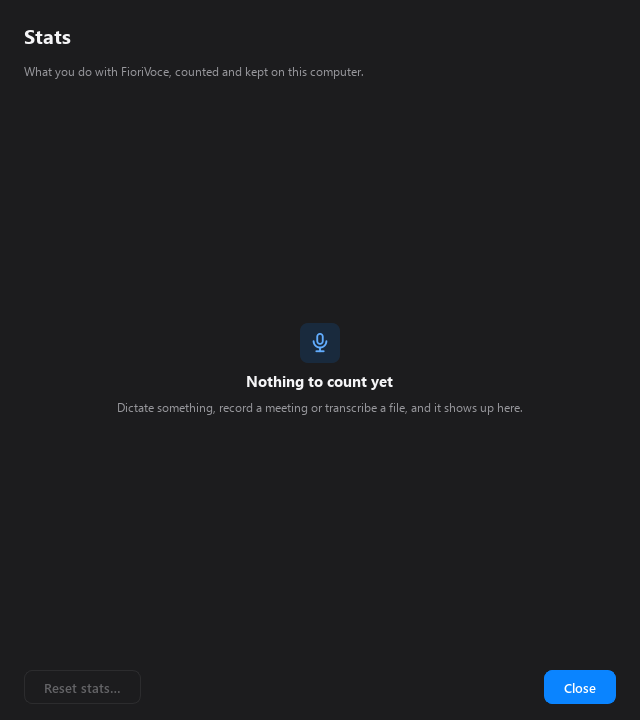 Stats
What you do with FioriVoce, counted and kept on this computer.
Nothing to count yet
Dictate something, record a meeting or transcribe a file, and it shows up here.
Reset stats...
Close